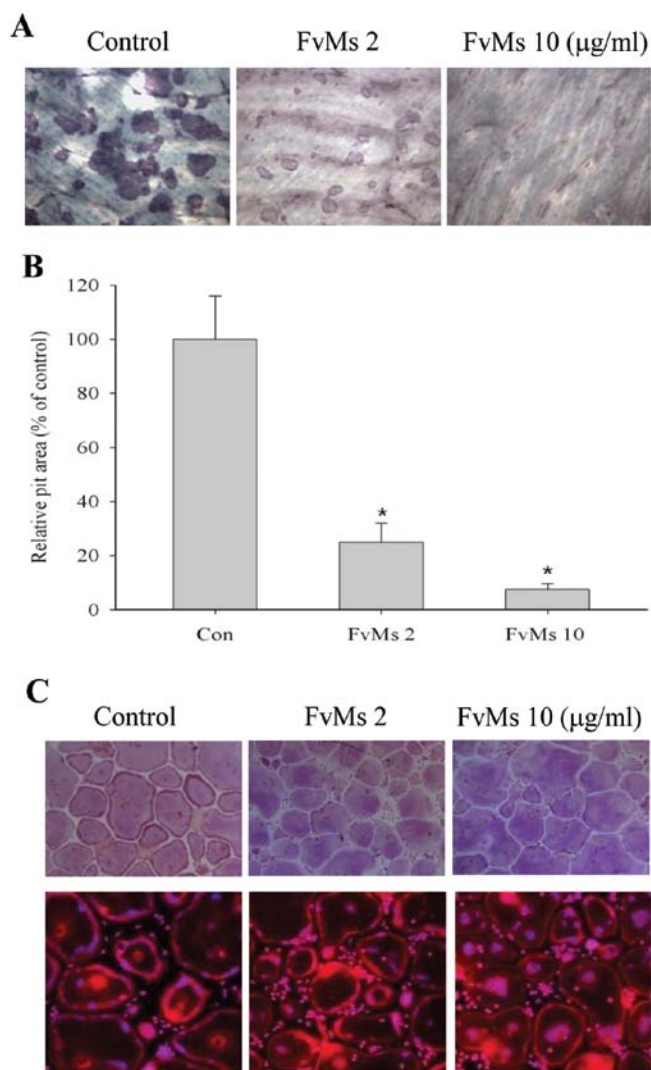 A
Control FvMs 2 FvMs 10 (µg/ml)
B
Relative pit area (% of control)
120
100
80
60
40
20
0
*
*
Con FvMs 2 FvMs 10
C
Control FvMs 2 FvMs 10 (µg/ml)